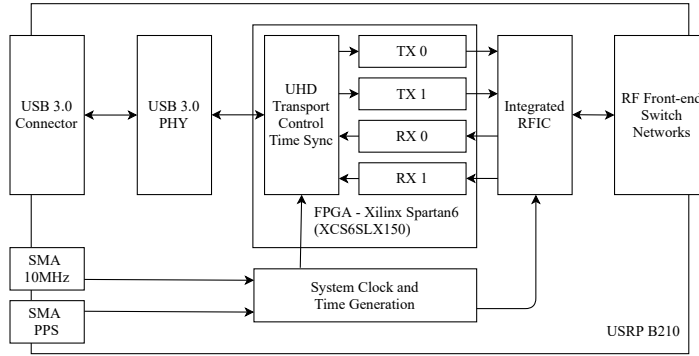 USB 3.0
Connector
USB 3.0
PHY
UHD
Transport
Control
Time Sync
TX 0
TX 1
RX 0
RX 1
FPGA - Xilinx Spartan6
(XCS6SLX150)
Integrated
RFIC
RF Front-end
Switch
Networks
SMA
10MHz
SMA
PPS
System Clock and
Time Generation
USRP B210